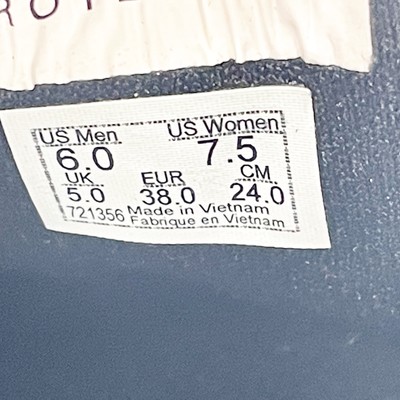 US Men US Women
6.0 7.5
UK EUR CM
5.0 38.0 24.0
721356 Made in Vietnam
Fabrique en Vietnam